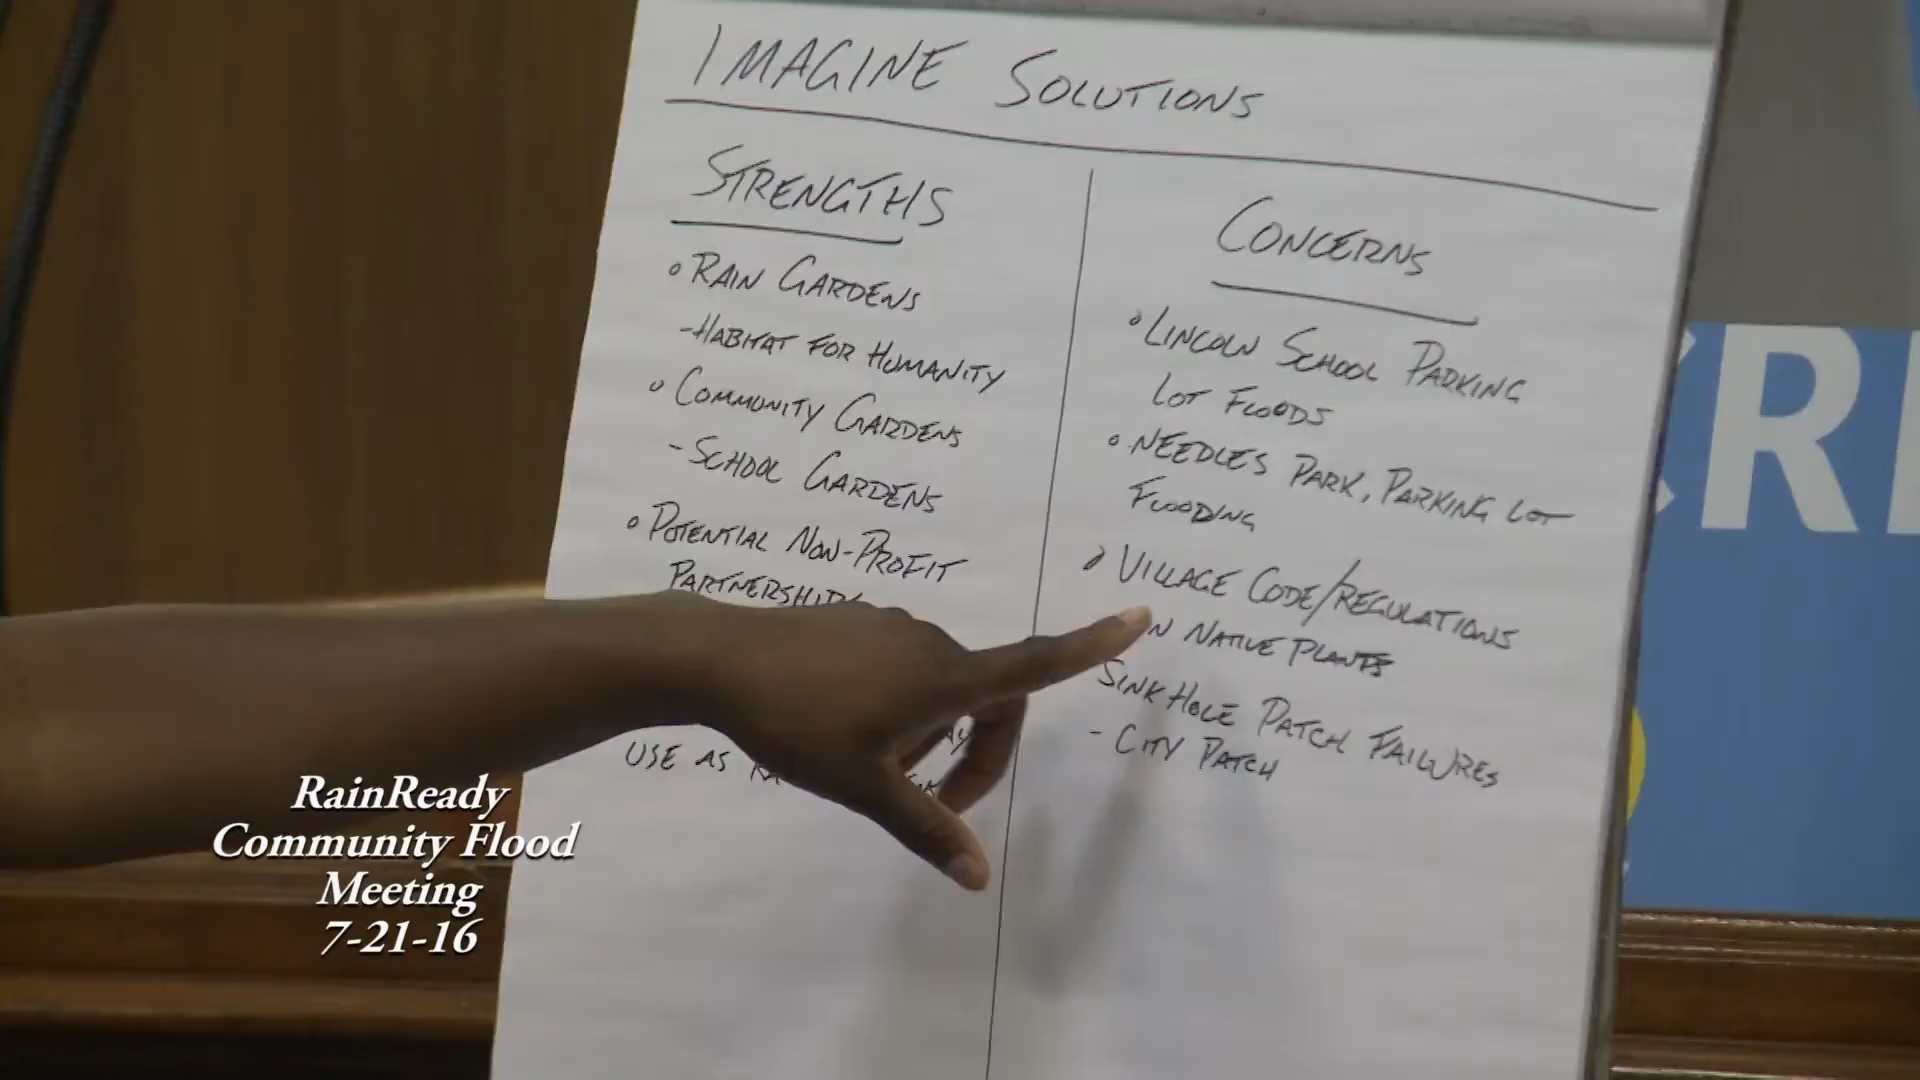 IMAGINE SOLUTIONS
STRENGTHS
RAIN GARDENS
- HABITAT FOR HUMANITY
COMMUNITY GARDENS
- SCHOOL GARDENS
POTENTIAL NON-PROFIT
USE AS
CONCERNS
LINCOLN SCHOOL PARKING
LOT FLOODS
NEEDLES PARK, PARKING LOT
FLOODING
VILLAGE CODE/REGULATIONS
NATIVE PLANTS
SINK HOLE PATCH FAILURES
- CITY PATCH
RainReady
Community Flood
Meeting
7-21-16